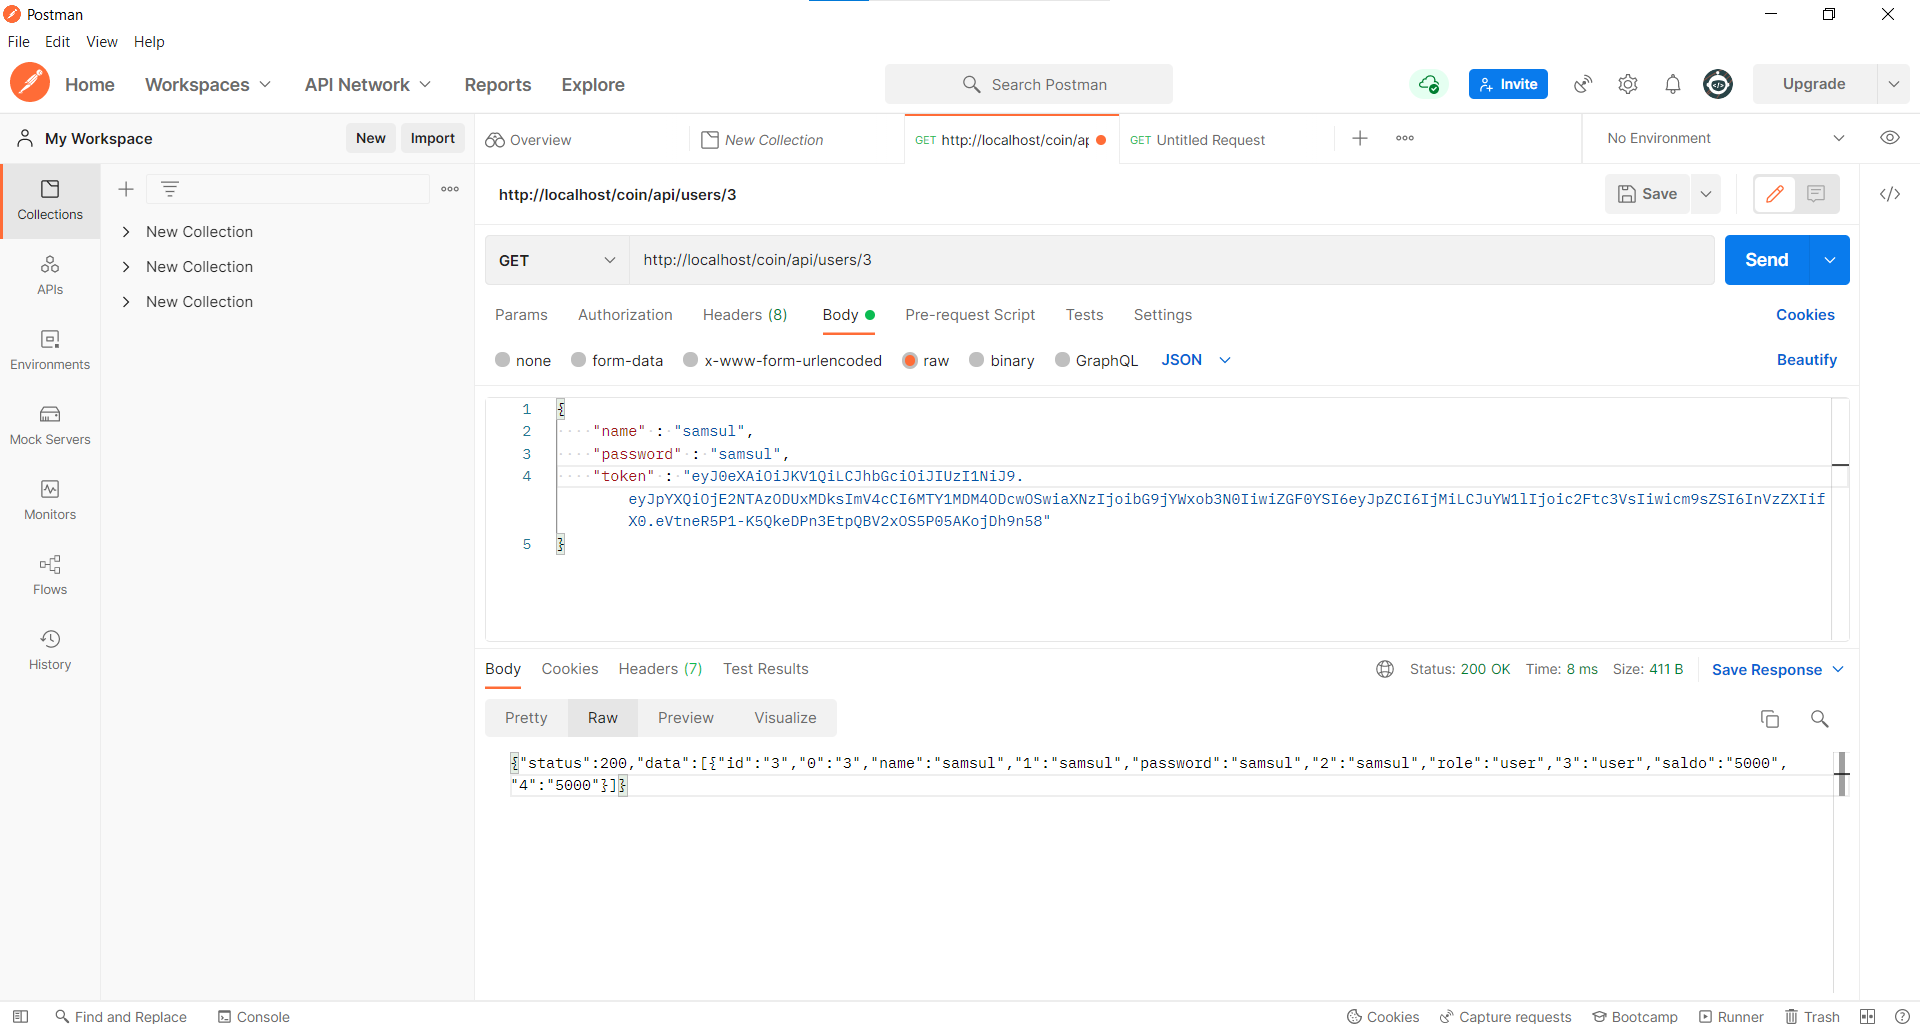 Postman
File Edit View Help
Home Workspaces API Network Reports Explore Search Postman Invite Upgrade
My Workspace New Import
Overview New Collection GET http://localhost/coin/ap GET Untitled Request No Environment
Collections
APIs
Environments
Mock Servers
Monitors
Flows
History
New Collection
New Collection
New Collection
http://localhost/coin/api/users/3 Save
GET http://localhost/coin/api/users/3 Send
Params Authorization Headers (8) Body Pre-request Script Tests Settings Cookies
none form-data x-www-form-urlencoded raw binary GraphQL JSON Beautify
1 {
2 "name" : "samsul",
3 "password" : "samsul",
4 "token" : "eyJ0eXAiOiJKV1QiLCJhbGciOiJIUzI1NiJ9.
eyJpYXQiOjE2NTAzODUxMDksImV4cCI6MTY1MDM4ODcwOSwiaXNzIjoibG9jYWxob3N0IiwiZGF0YSI6eyJpZCI6IjMiLCJuYW1lIjoic2Ftc3VsIiwicm9sZSI6InVzZXIif
X0.eVtneR5P1-K5QkeDPn3EtpQBV2xOS5P05AKojDh9n58"
5 }
Body Cookies Headers (7) Test Results Status: 200 OK Time: 8 ms Size: 411 B Save Response
Pretty Raw Preview Visualize
{"status":200,"data":[{"id":"3","0":"3","name":"samsul","1":"samsul","password":"samsul","2":"samsul","role":"user","3":"user","saldo":"5000",
"4":"5000"}]}
Find and Replace Console Cookies Capture requests Bootcamp Runner Trash